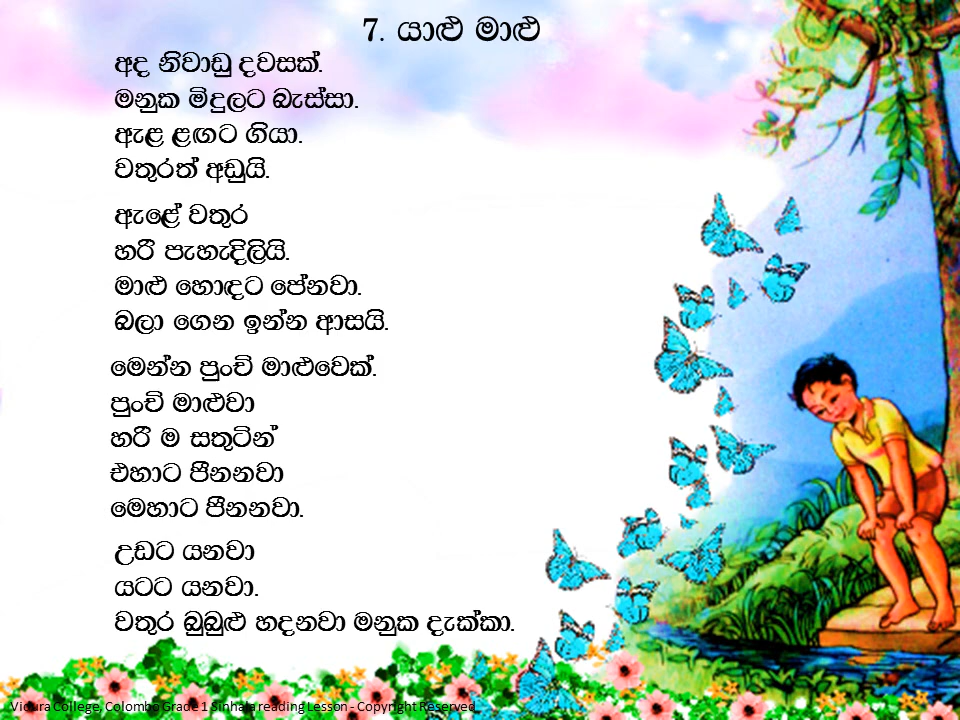 7. යාළු මාළු
අද නිවාඩු දවසක්.
මනුක මිදුලට බැස්සා.
ඇළ ළඟට ගියා.
වතුරත් අඩුයි.
ඇළේ වතුර
හරී පැහැදිලියි.
මාළු හොඳට පේනවා.
බලා ගෙන ඉන්න ආසයි.
මෙන්න පුංචි මාළුවෙක්.
පුංචි මාළුවා
හරී ම සතුටින්
එහාට පීනනවා
මෙහාට පීනනවා.
උඩට යනවා
යටට යනවා.
වතුර බුබුළු හදනවා මනුක දැක්කා.
Vidura College, Colombo Grade 1 Sinhala reading Lesson - Copyright Reserved